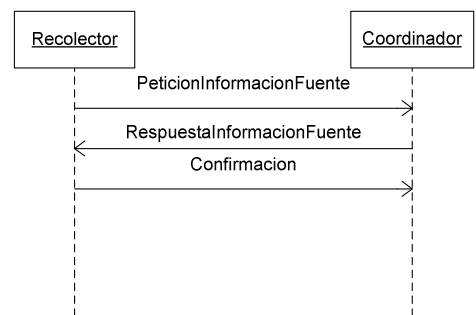 Recolector
Coordinador
PeticionInformacionFuente
RespuestaInformacionFuente
Confirmacion